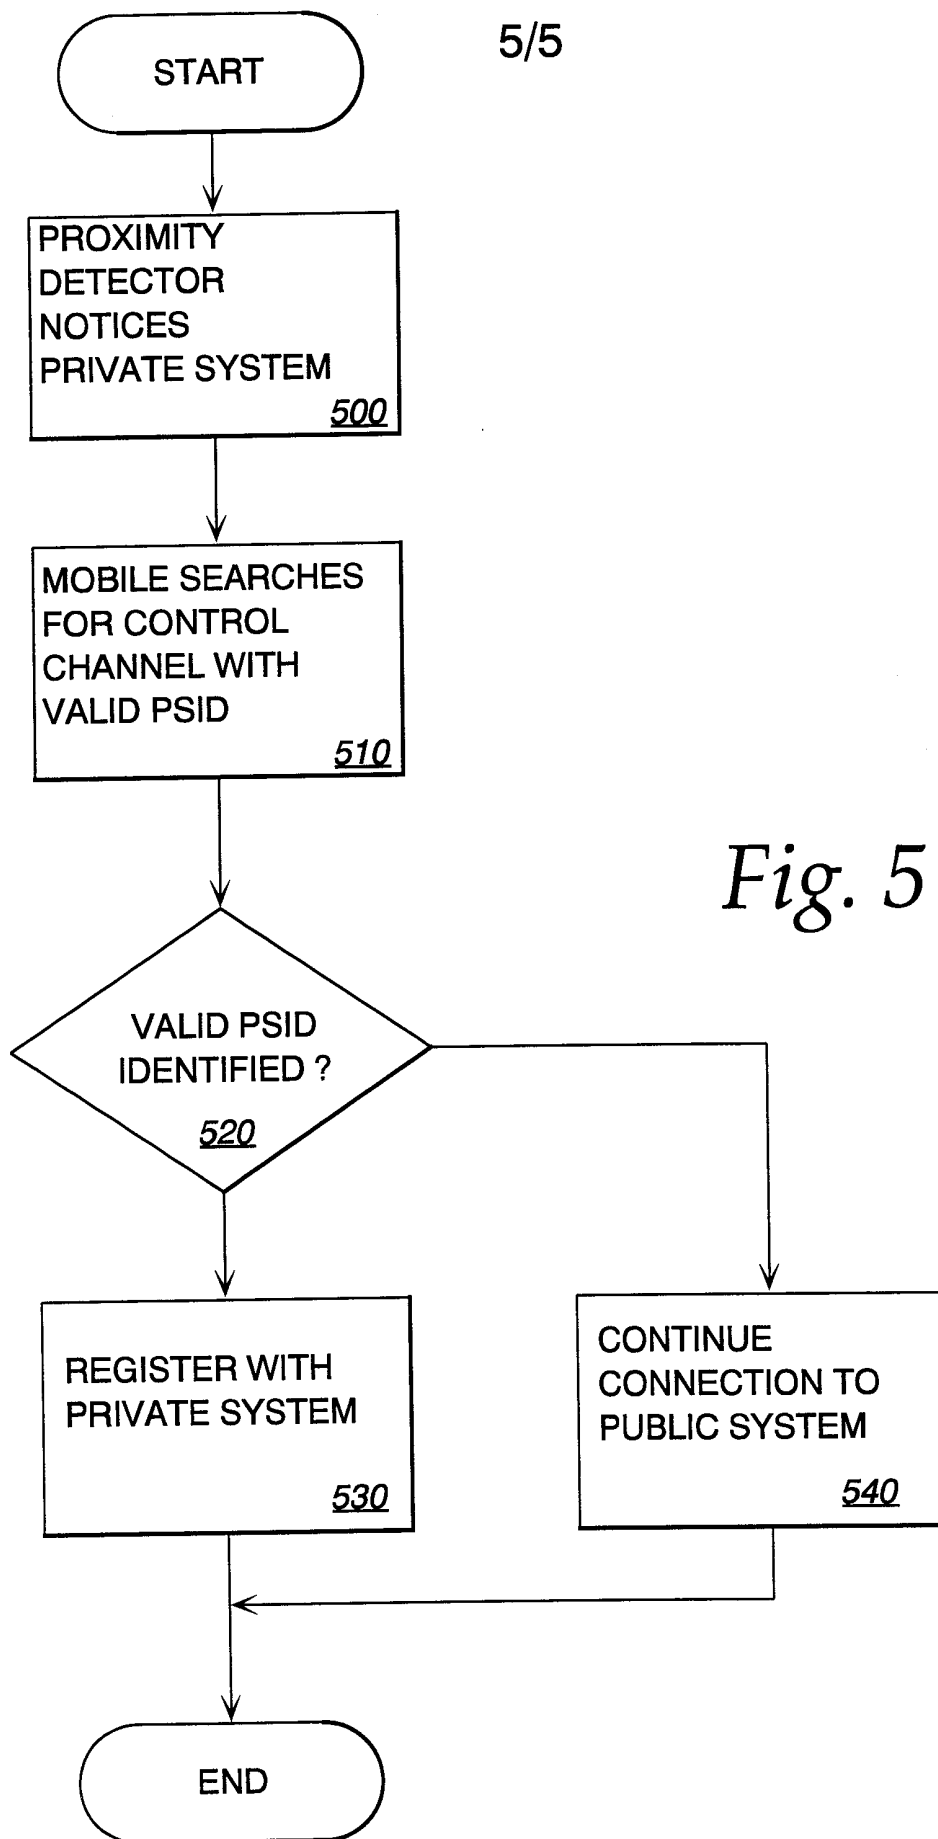 5/5
START
PROXIMITY
DETECTOR
NOTICES
PRIVATE SYSTEM
500
MOBILE SEARCHES
FOR CONTROL
CHANNEL WITH
VALID PSID
510
Fig. 5
VALID PSID
IDENTIFIED ?
520
REGISTER WITH
PRIVATE SYSTEM
530
CONTINUE
CONNECTION TO
PUBLIC SYSTEM
540
END